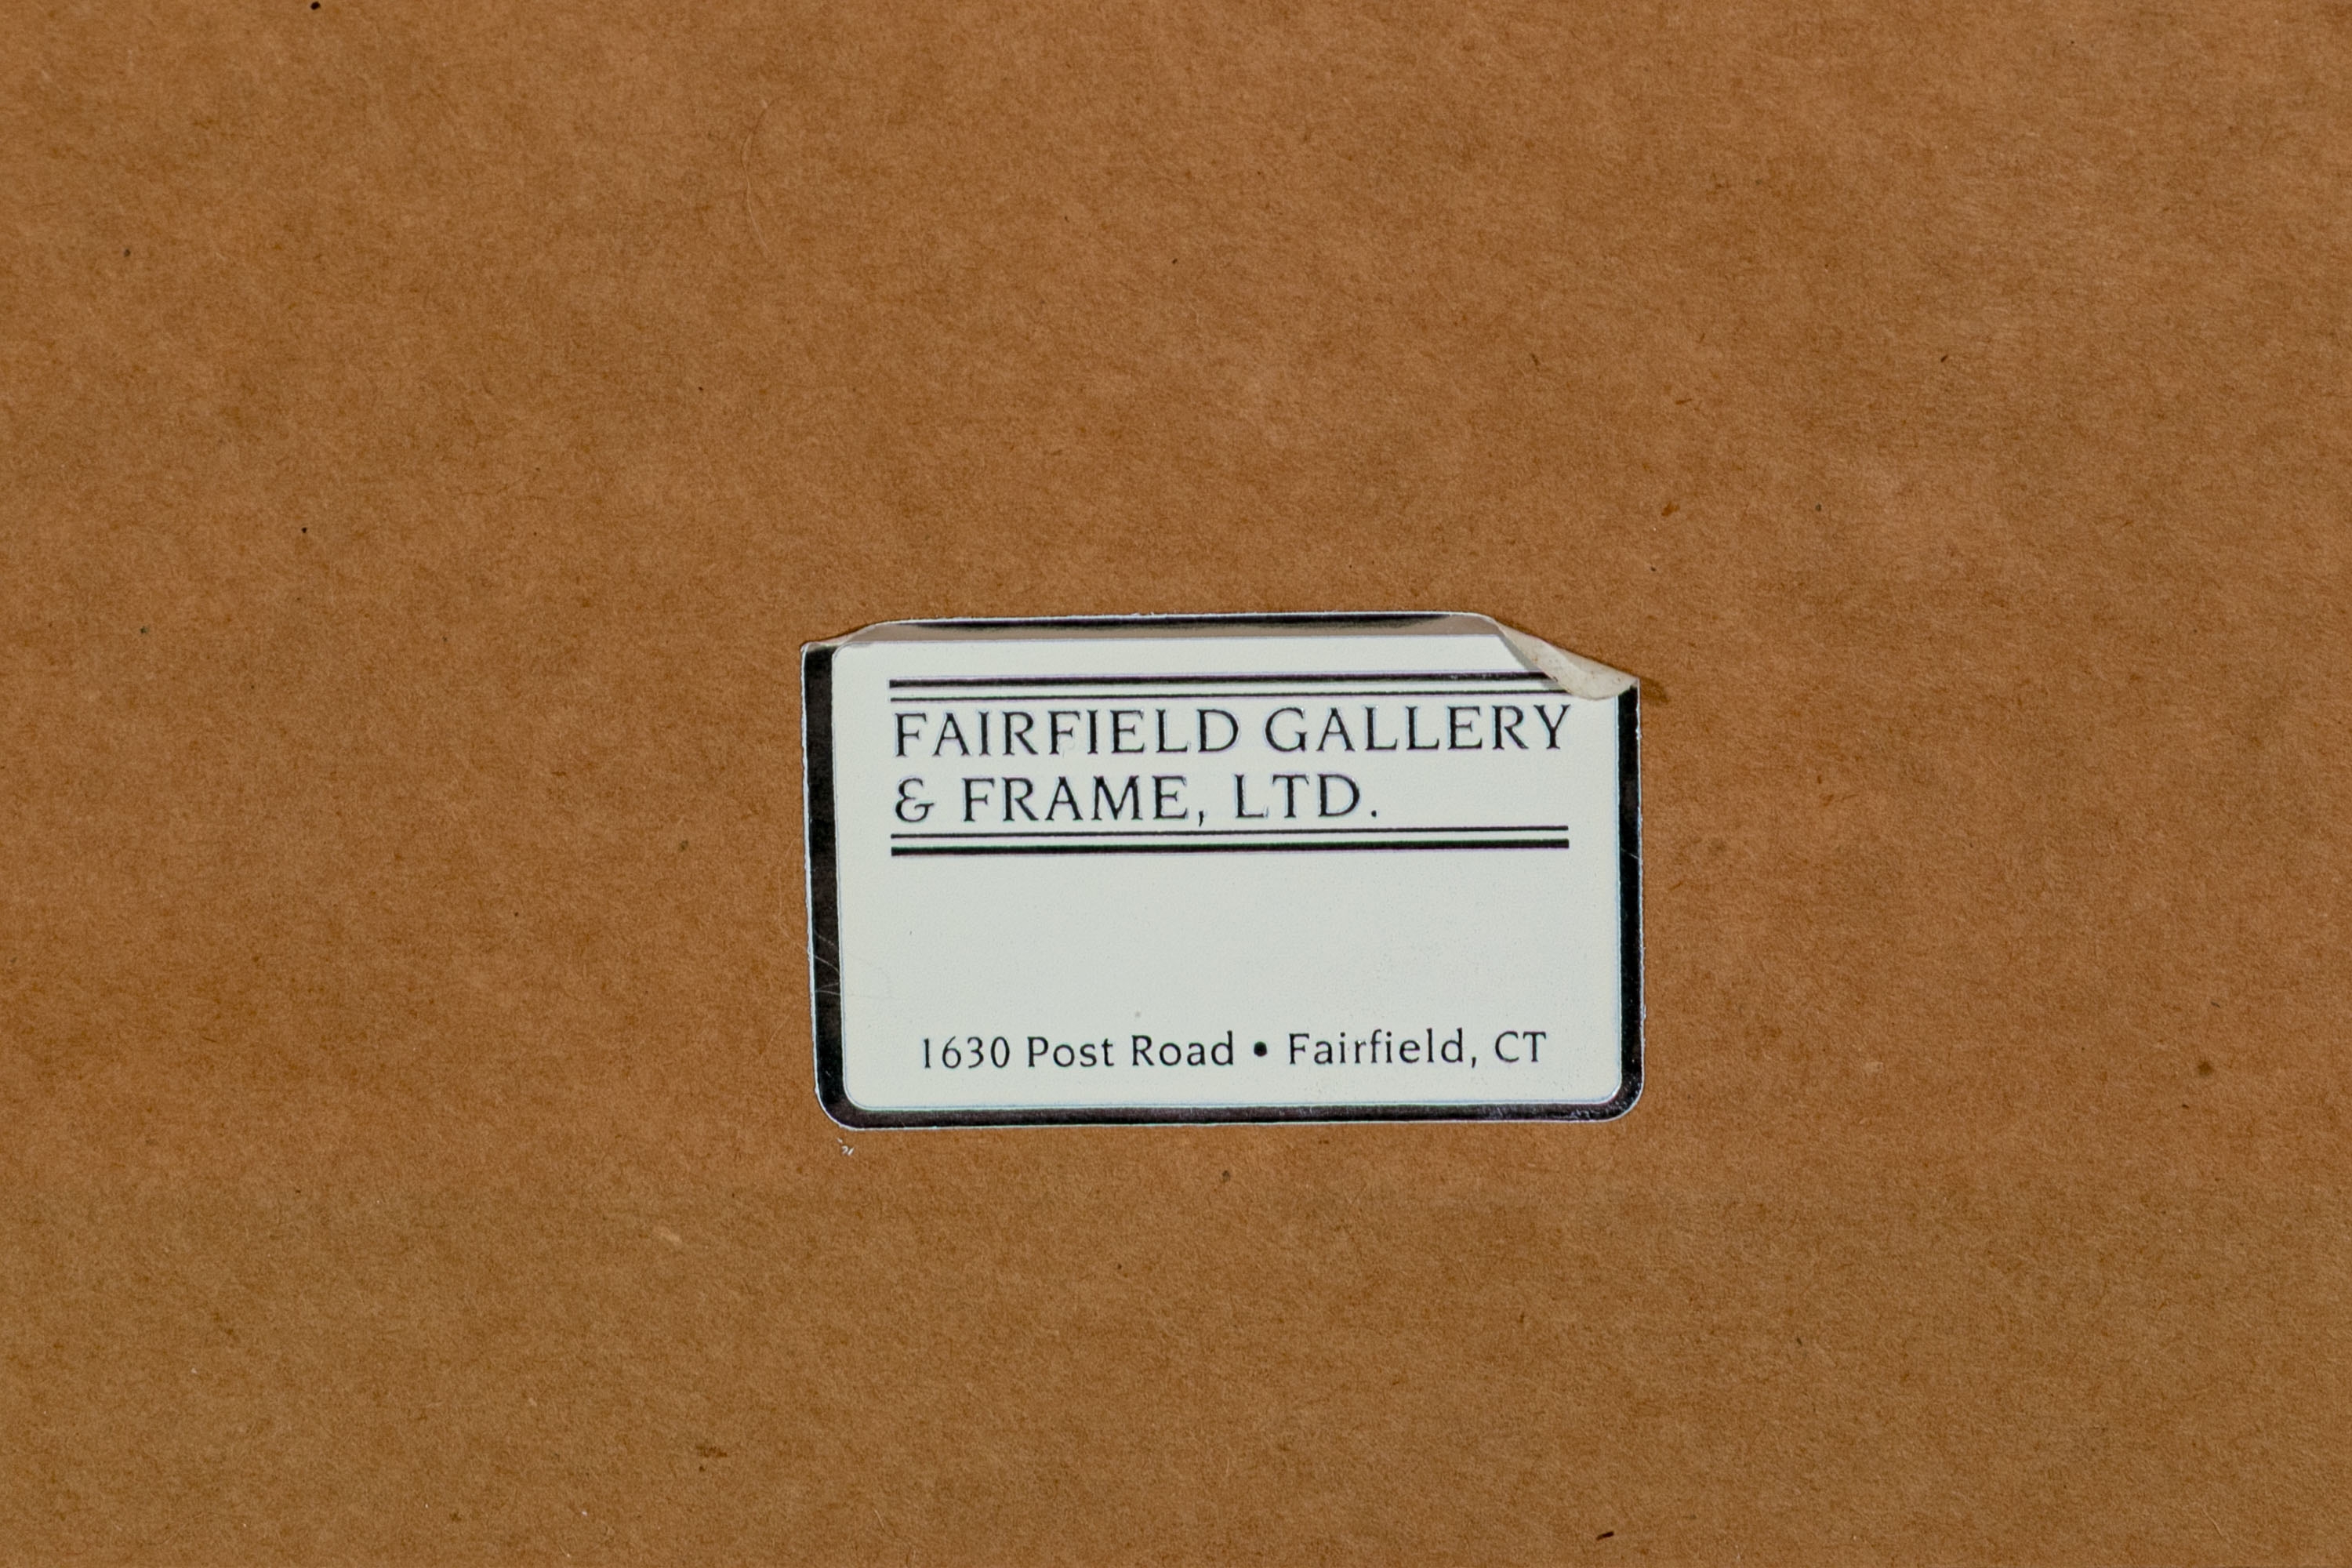 FAIRFIELD GALLERY
& FRAME, LTD.
1630 Post Road • Fairfield, CT